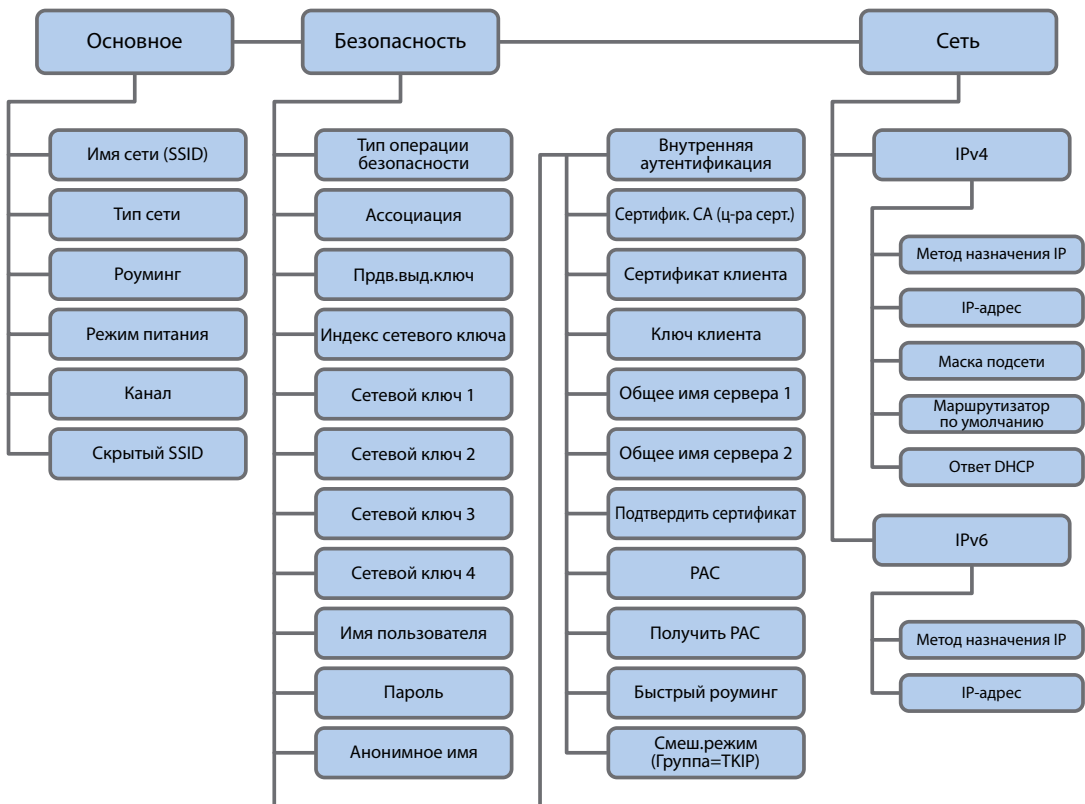 Основное
Безопасность
Сеть
Имя сети (SSID)
Тип сети
Роуминг
Режим питания
Канал
Скрытый SSID
Тип операции
безопасности
Ассоциация
Прдв.выд.ключ
Индекс сетевого ключа
Сетевой ключ 1
Сетевой ключ 2
Сетевой ключ 3
Сетевой ключ 4
Имя пользователя
Пароль
Анонимное имя
Внутренняя
аутентификация
Сертифик. CA (ц-ра серт.)
Сертификат клиента
Ключ клиента
Общее имя сервера 1
Общее имя сервера 2
Подтвердить сертификат
PAC
Получить PAC
Быстрый роуминг
Смеш.режим
(Группа=TKIP)
IPv4
Метод назначения IP
IP-адрес
Маска подсети
Маршрутизатор
по умолчанию
Ответ DHCP
IPv6
Метод назначения IP
IP-адрес